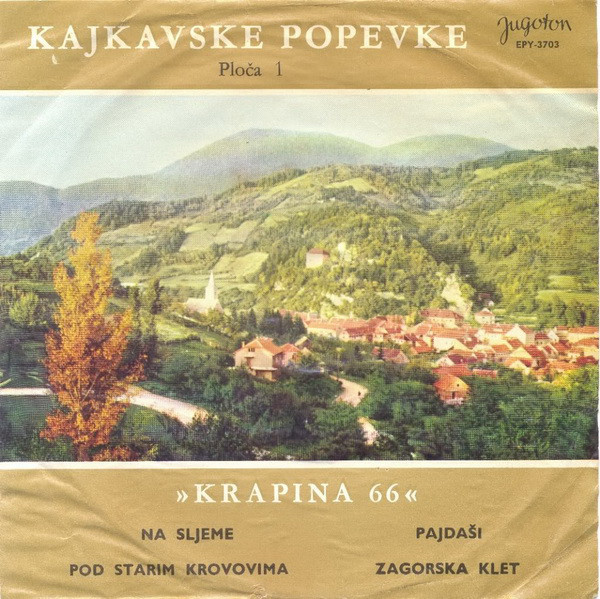 KAJKAVSKE POPEVKE
Ploča 1
Jugoton
EPY-3703
»KRAPINA 66«
NA SLJEME
PAJDAŠI
POD STARIM KROVOVIMA
ZAGORSKA KLET